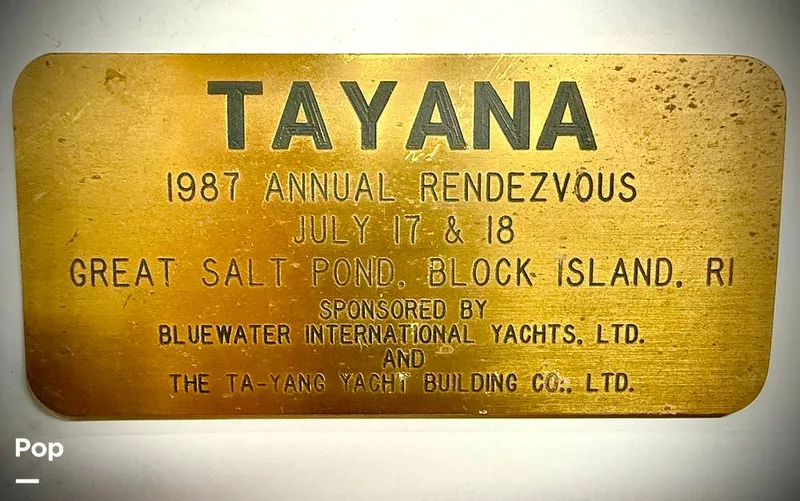 TAYANA
1987 ANNUAL RENDEZVOUS
JULY 17 & 18
GREAT SALT POND, BLOCK ISLAND, RI
SPONSORED BY
BLUEWATER INTERNATIONAL YACHTS, LTD.
AND
THE TA-YANG YACHT BUILDING CO., LTD.
Pop